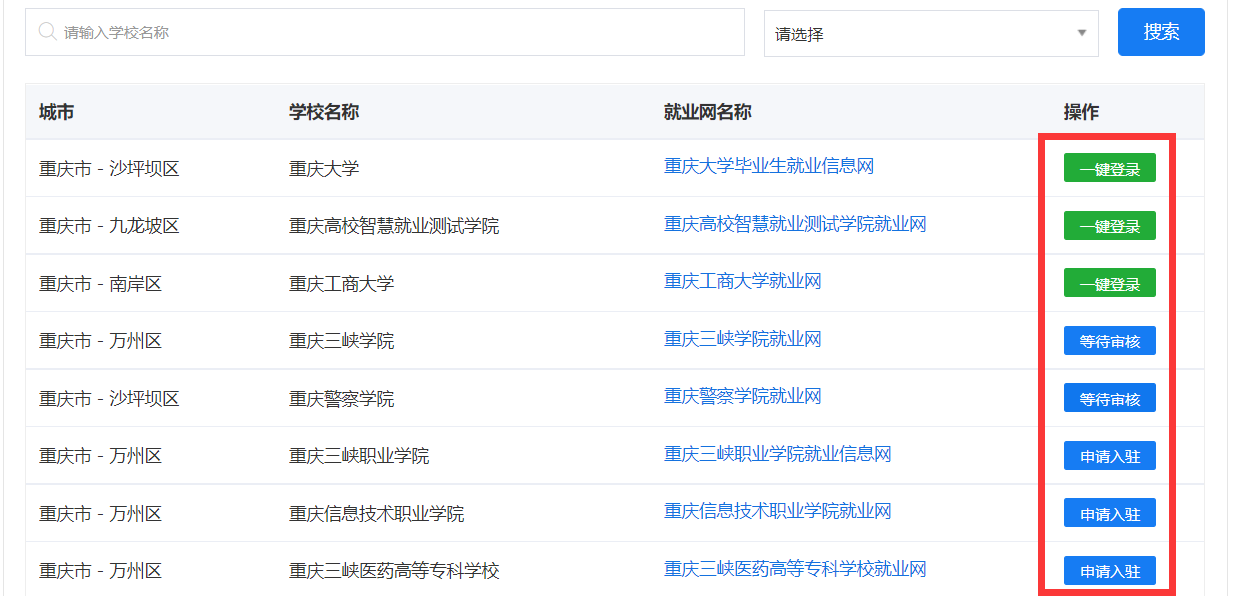 请输入学校名称 请选择 搜索
城市 学校名称 就业网名称 操作
重庆市 - 沙坪坝区 重庆大学 重庆大学毕业生就业信息网 一键登录
重庆市 - 九龙坡区 重庆高校智慧就业测试学院 重庆高校智慧就业测试学院就业网 一键登录
重庆市 - 南岸区 重庆工商大学 重庆工商大学就业网 一键登录
重庆市 - 万州区 重庆三峡学院 重庆三峡学院就业网 等待审核
重庆市 - 沙坪坝区 重庆警察学院 重庆警察学院就业网 等待审核
重庆市 - 万州区 重庆三峡职业学院 重庆三峡职业学院就业信息网 申请入驻
重庆市 - 万州区 重庆信息技术职业学院 重庆信息技术职业学院就业网 申请入驻
重庆市 - 万州区 重庆三峡医药高等专科学校 重庆三峡医药高等专科学校就业网 申请入驻